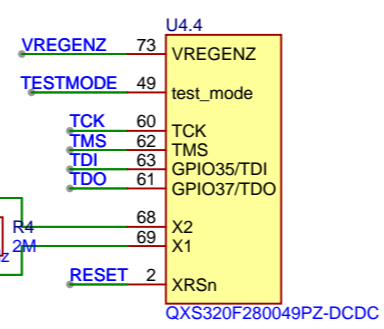 U4.4
VREGENZ 73 VREGENZ
TESTMODE 49 test_mode
TCK 60 TCK
TMS 62 TMS
TDI 63 GPIO35/TDI
TDO 61 GPIO37/TDO
68 X2
R4
69 X1
2M
z
RESET 2 XRSn
QXS320F280049PZ-DCDC